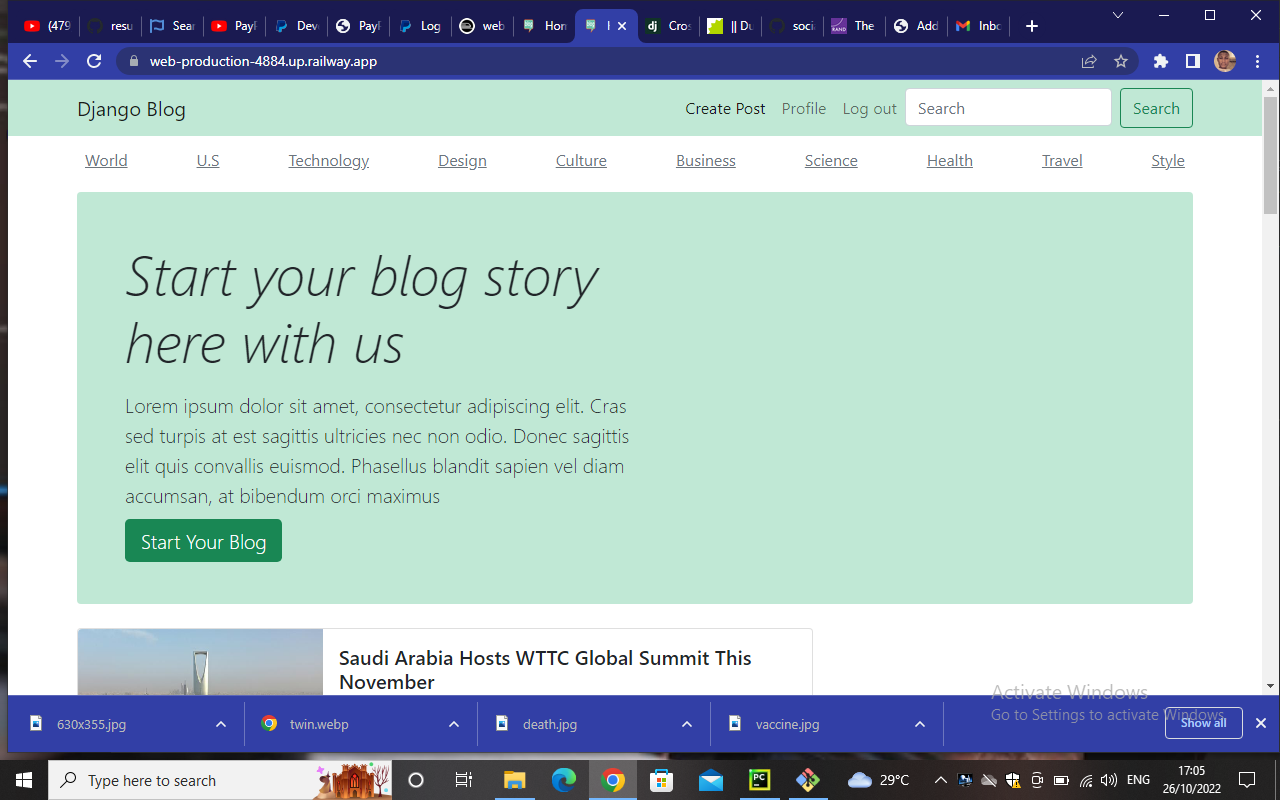 (479
resu
Sear
PayP
Deve
PayP
Log
web
Hon
I
Cros
|| Du
soci
The
Add
Inbc
web-production-4884.up.railway.app
Django Blog
Create Post
Profile
Log out
Search
Search
World
U.S
Technology
Design
Culture
Business
Science
Health
Travel
Style
Start your blog story
here with us
Lorem ipsum dolor sit amet, consectetur adipiscing elit. Cras
sed turpis at est sagittis ultricies nec non odio. Donec sagittis
elit quis convallis euismod. Phasellus blandit sapien vel diam
accumsan, at bibendum orci maximus
Start Your Blog
Saudi Arabia Hosts WTTC Global Summit This
November
Activate Windows
Go to Settings to activate Windows.
630x355.jpg
twin.webp
death.jpg
vaccine.jpg
Show all
Type here to search
29°C
ENG
17:05
26/10/2022